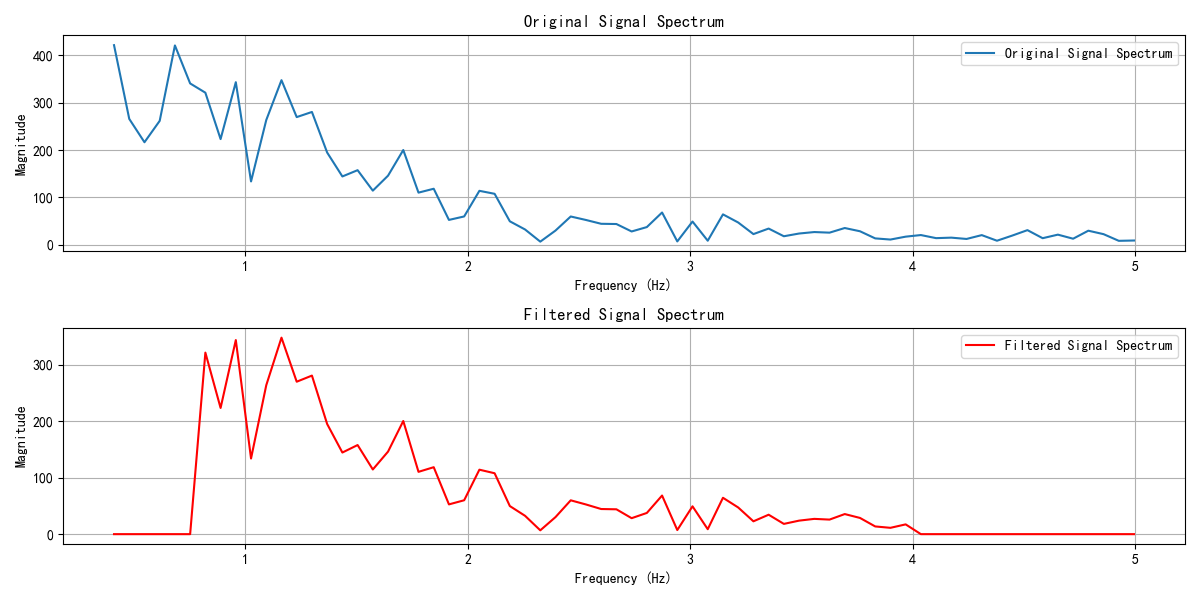 Original Signal Spectrum
Original Signal Spectrum
400
300
200
100
0
Magnitude
1 2 3 4 5
Frequency (Hz)
Filtered Signal Spectrum
Filtered Signal Spectrum
300
200
100
0
Magnitude
1 2 3 4 5
Frequency (Hz)